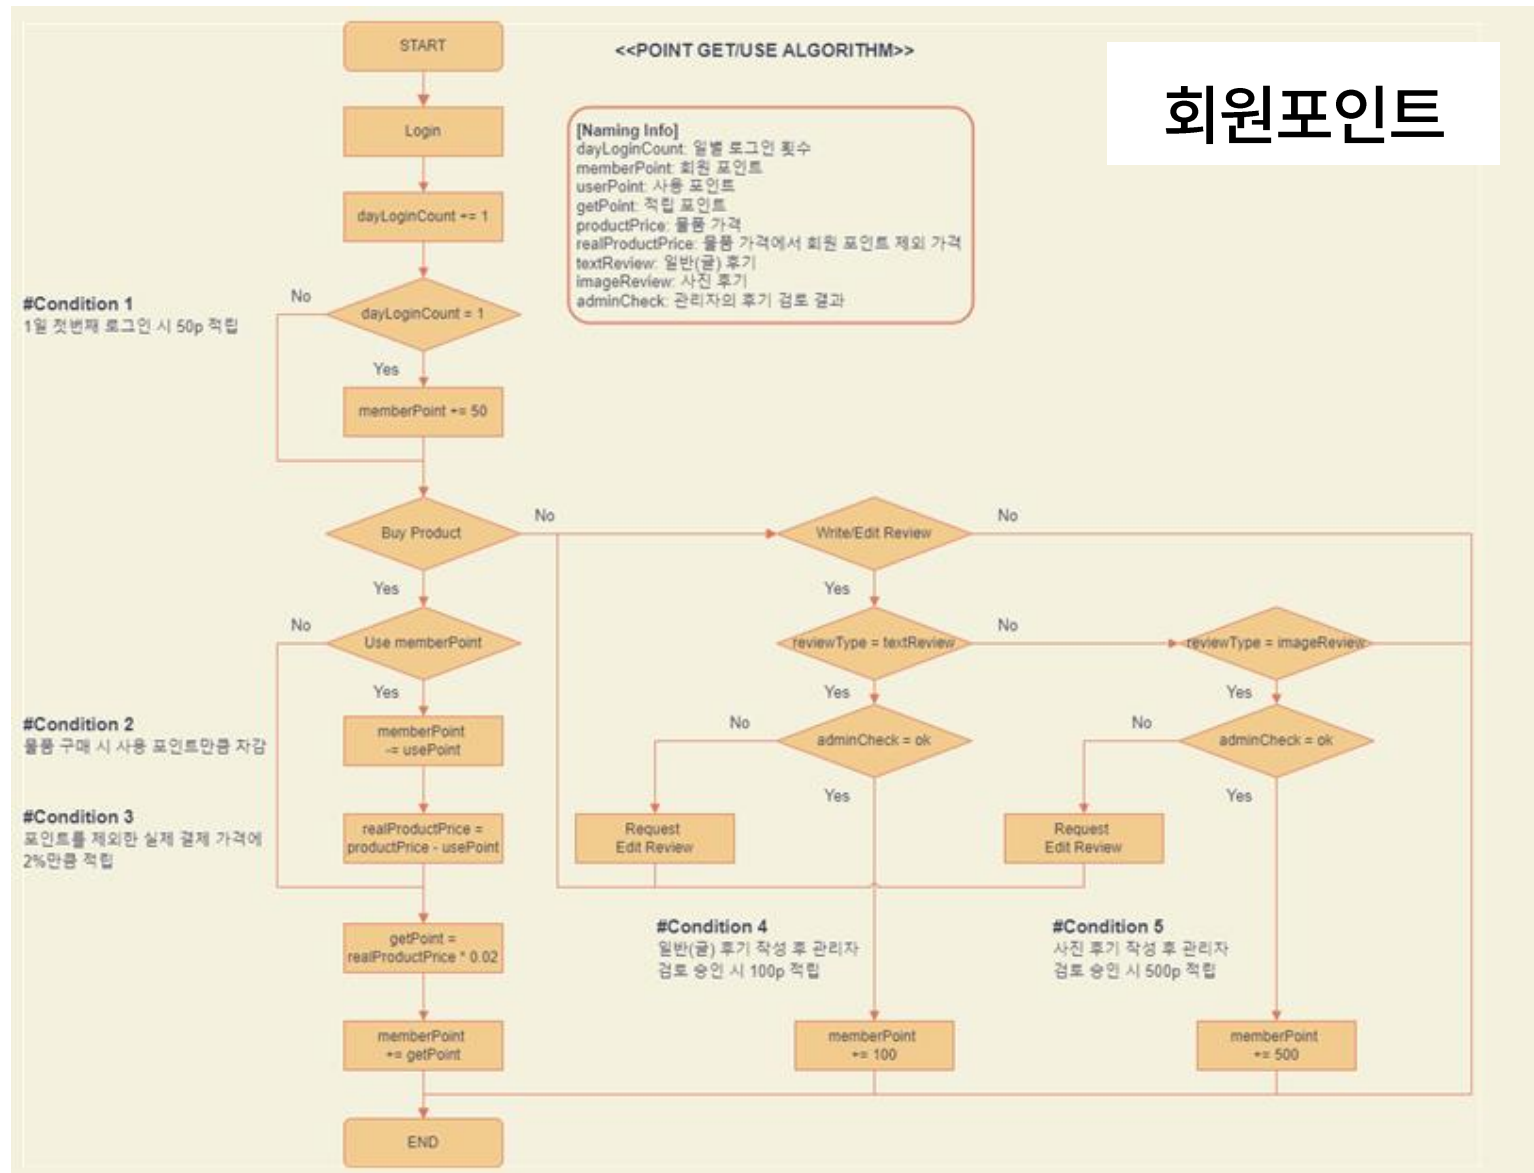 START
<<POINT GET/USE ALGORITHM>>
회원포인트
Login
[Naming Info]
dayLoginCount: 일별 로그인 횟수
memberPoint: 회원 포인트
userPoint: 사용 포인트
getPoint: 적립 포인트
productPrice: 물품 가격
realProductPrice: 물품 가격에서 회원 포인트 제외 가격
textReview: 일반(글) 후기
imageReview: 사진 후기
adminCheck: 관리자의 후기 검토 결과
dayLoginCount += 1
#Condition 1
1일 첫번째 로그인 시 50p 적립
No
dayLoginCount = 1
Yes
memberPoint += 50
Buy Product
No
Write/Edit Review
No
Yes
Yes
No
Use memberPoint
reviewType = textReview
No
reviewType = imageReview
Yes
Yes
Yes
#Condition 2
물품 구매 시 사용 포인트만큼 차감
memberPoint
-= usePoint
No
adminCheck = ok
No
adminCheck = ok
Yes
Yes
#Condition 3
포인트를 제외한 실제 결제 가격에
2%만큼 적립
realProductPrice =
productPrice - usePoint
Request
Edit Review
Request
Edit Review
getPoint =
realProductPrice * 0.02
#Condition 4
일반(글) 후기 작성 후 관리자
검토 승인 시 100p 적립
#Condition 5
사진 후기 작성 후 관리자
검토 승인 시 500p 적립
memberPoint
+= getPoint
memberPoint
+= 100
memberPoint
+= 500
END